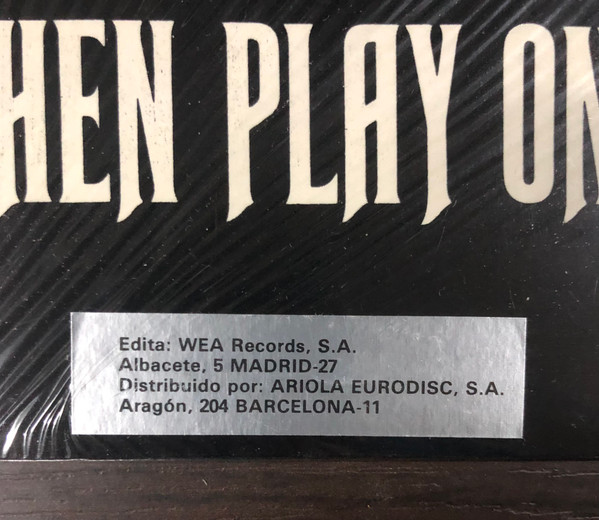 HEN PLAY ON
Edita: WEA Records, S.A.
Albacete, 5 MADRID-27
Distribuido por: ARIOLA EURODISC, S.A.
Aragón, 204 BARCELONA-11